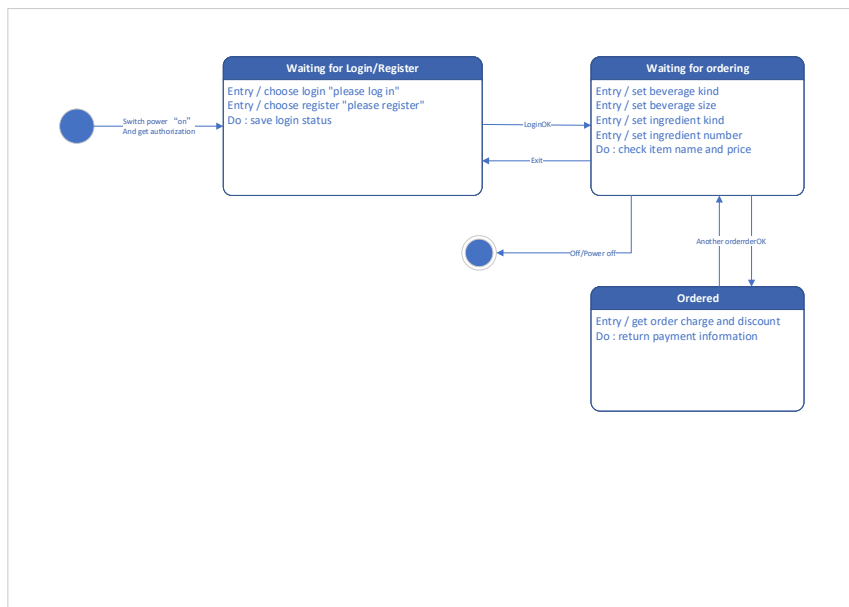 Waiting for Login/Register
Entry / choose login "please log in"
Entry / choose register "please register"
Do : save login status
Switch power “on”
And get authorization
LoginOK
Exit
Waiting for ordering
Entry / set beverage kind
Entry / set beverage size
Entry / set ingredient kind
Entry / set ingredient number
Do : check item name and price
Off/Power off
Another orderrderOK
Ordered
Entry / get order charge and discount
Do : return payment information